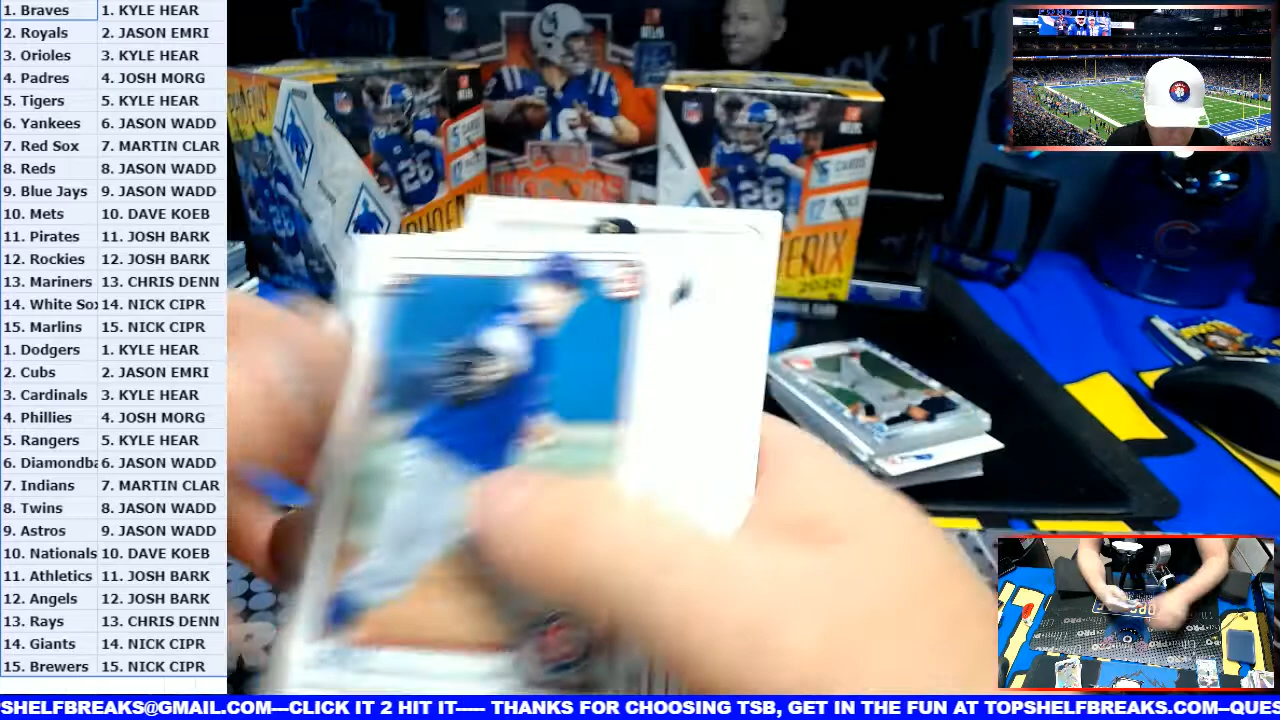 1. Braves 1. KYLE HEAR
2. Royals 2. JASON EMRI
3. Orioles 3. KYLE HEAR
4. Padres 4. JOSH MORG
5. Tigers 5. KYLE HEAR
6. Yankees 6. JASON WADD
7. Red Sox 7. MARTIN CLAR
8. Reds 8. JASON WADD
9. Blue Jays 9. JASON WADD
10. Mets 10. DAVE KOEB
11. Pirates 11. JOSH BARK
12. Rockies 12. JOSH BARK
13. Mariners 13. CHRIS DENN
14. White Sox 14. NICK CIPR
15. Marlins 15. NICK CIPR
1. Dodgers 1. KYLE HEAR
2. Cubs 2. JASON EMRI
3. Cardinals 3. KYLE HEAR
4. Phillies 4. JOSH MORG
5. Rangers 5. KYLE HEAR
6. Diamondba 6. JASON WADD
7. Indians 7. MARTIN CLAR
8. Twins 8. JASON WADD
9. Astros 9. JASON WADD
10. Nationals 10. DAVE KOEB
11. Athletics 11. JOSH BARK
12. Angels 12. JOSH BARK
13. Rays 13. CHRIS DENN
14. Giants 14. NICK CIPR
15. Brewers 15. NICK CIPR
26
26
2020
SHELFBREAKS@GMAIL.COM---CLICK IT 2 HIT IT----- THANKS FOR CHOOSING TSB, GET IN THE FUN AT TOPSHELFBREAKS.COM--QUES